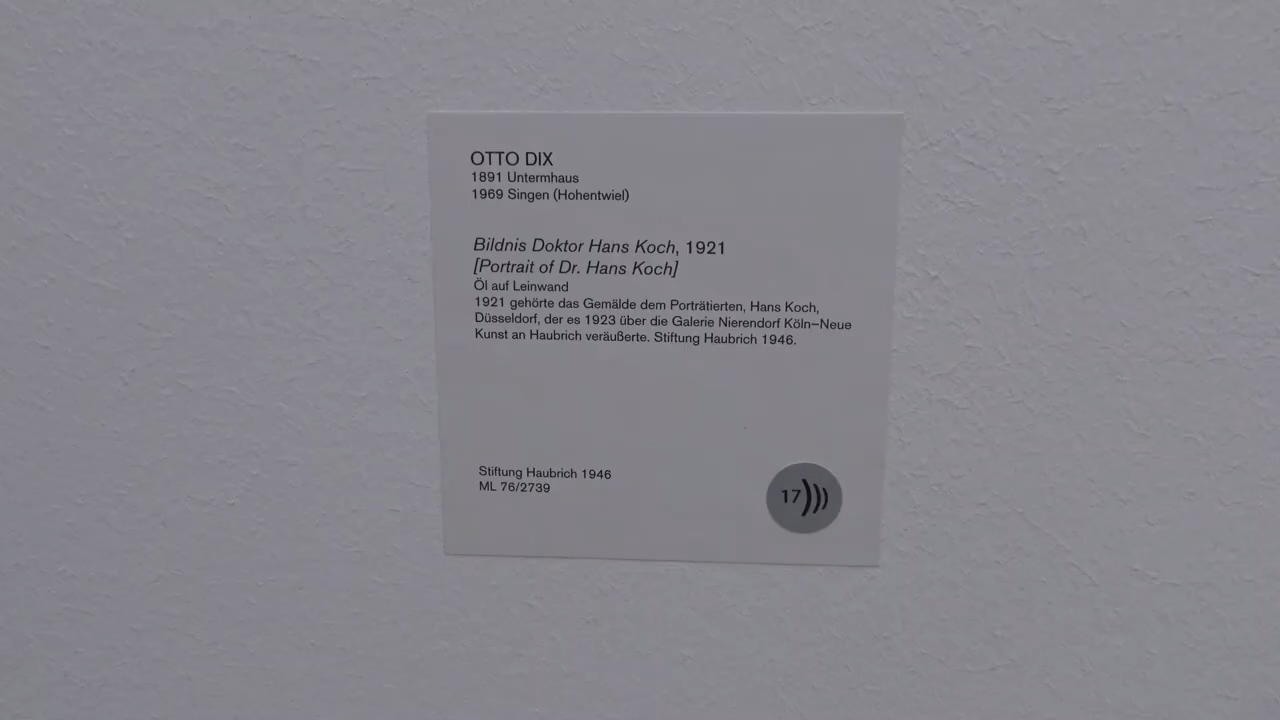 OTTO DIX
1891 Untermhaus
1969 Singen (Hohentwiel)
Bildnis Doktor Hans Koch, 1921
[Portrait of Dr. Hans Koch]
Öl auf Leinwand
1921 gehörte das Gemälde dem Porträtierten, Hans Koch,
Düsseldorf, der es 1923 über die Galerie Nierendorf Köln–Neue
Kunst an Haubrich veräußerte. Stiftung Haubrich 1946.
Stiftung Haubrich 1946
ML 76/2739
17